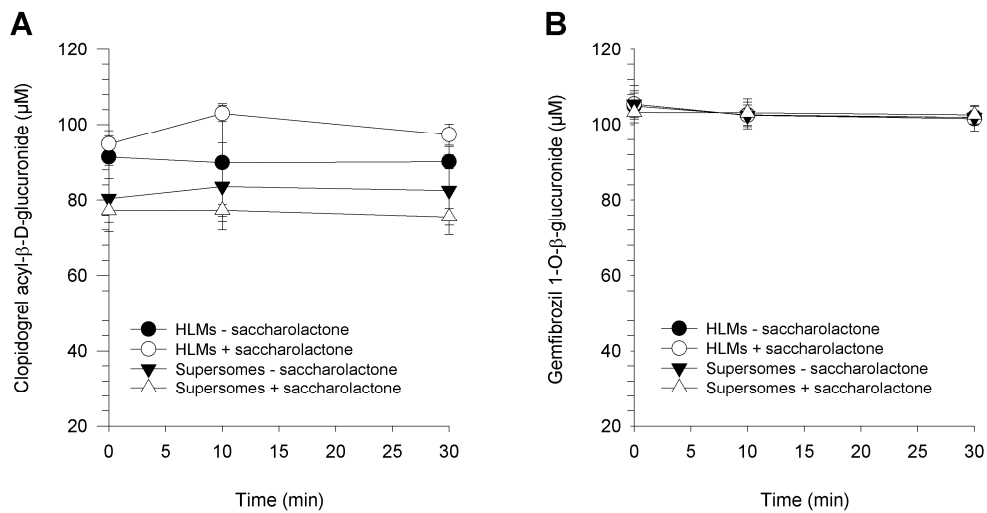 A
Clopidogrel acyl-β-D-glucuronide (µM)
120
100
80
60
40
20
HLMs - saccharolactone
HLMs + saccharolactone
Supersomes - saccharolactone
Supersomes + saccharolactone
0 5 10 15 20 25 30
Time (min)
B
Gemfibrozil 1-O-β-glucuronide (µM)
120
100
80
60
40
20
HLMs - saccharolactone
HLMs + saccharolactone
Supersomes - saccharolactone
Supersomes + saccharolactone
0 5 10 15 20 25 30
Time (min)